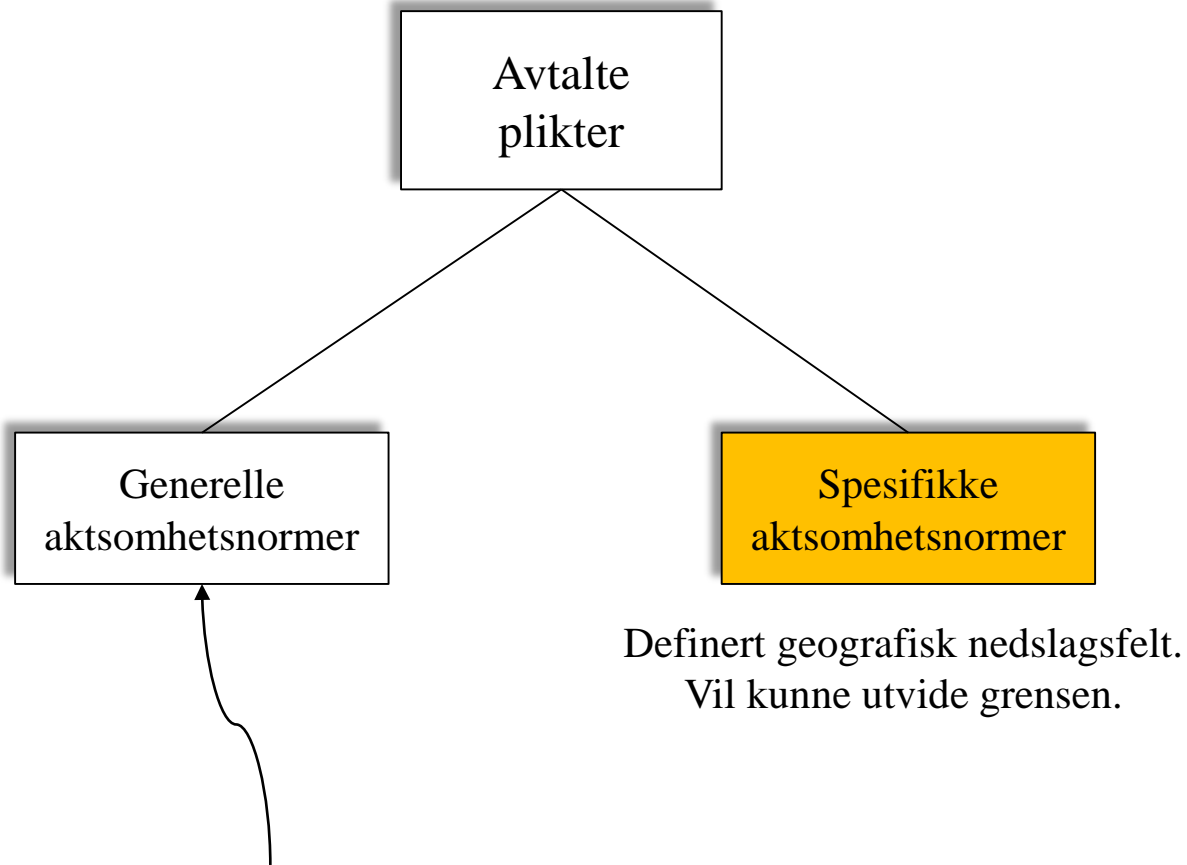 Avtalte
plikter
Generelle
aktsomhetsnormer
Spesifikke
aktsomhetsnormer
Definert geografisk nedslagsfelt.
Vil kunne utvide grensen.